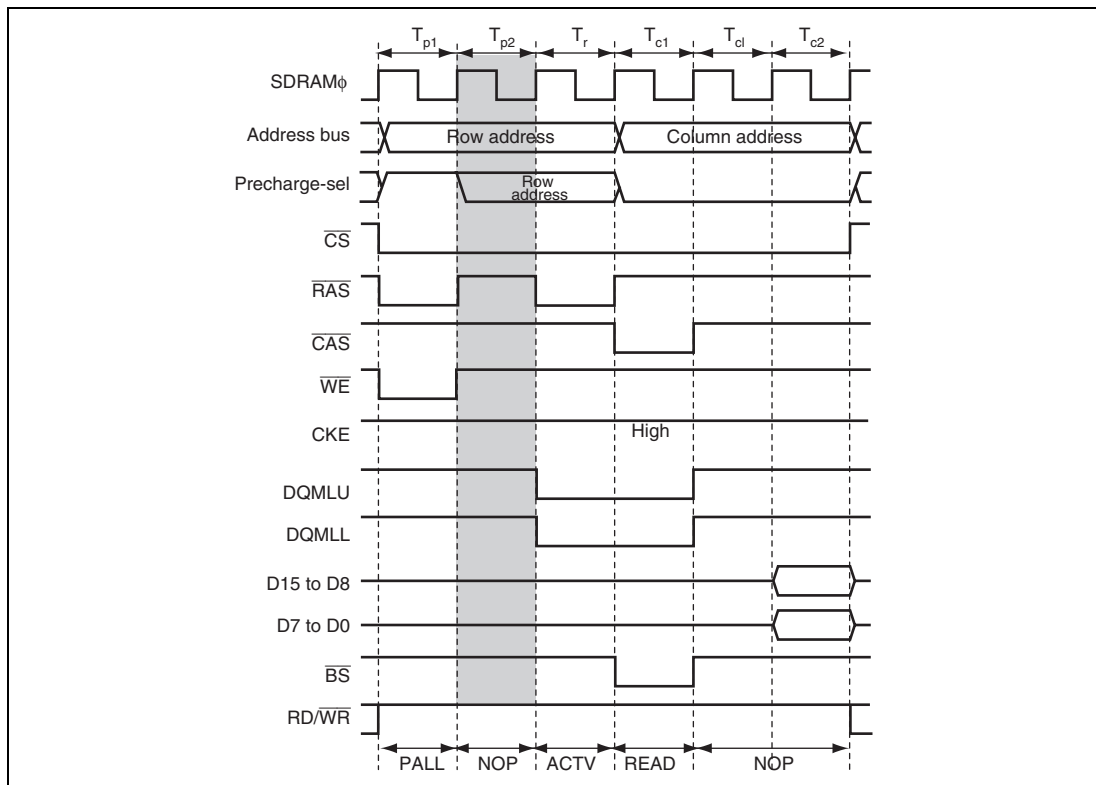 Tp1 Tp2 Tr Tc1 Tcl Tc2
SDRAMϕ
Address bus Row address Column address
Precharge-sel Row
address
CS
RAS
CAS
WE
CKE High
DQMLU
DQMLL
D15 to D8
D7 to D0
BS
RD/WR
PALL NOP ACTV READ NOP